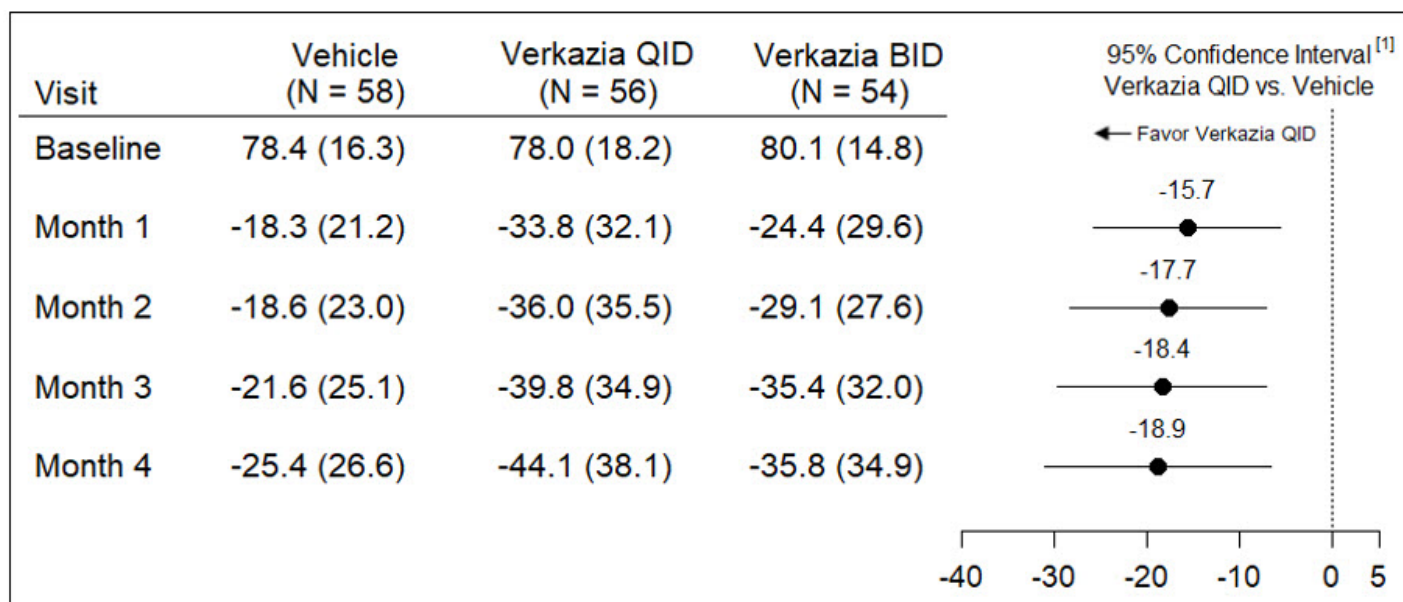 Vehicle Verkazia QID Verkazia BID 95% Confidence Interval [1]
Visit (N = 58) (N = 56) (N = 54) Verkazia QID vs. Vehicle
Baseline 78.4 (16.3) 78.0 (18.2) 80.1 (14.8) ← Favor Verkazia QID
-15.7
Month 1 -18.3 (21.2) -33.8 (32.1) -24.4 (29.6)
-17.7
Month 2 -18.6 (23.0) -36.0 (35.5) -29.1 (27.6)
-18.4
Month 3 -21.6 (25.1) -39.8 (34.9) -35.4 (32.0)
-18.9
Month 4 -25.4 (26.6) -44.1 (38.1) -35.8 (34.9)
-40 -30 -20 -10 0 5